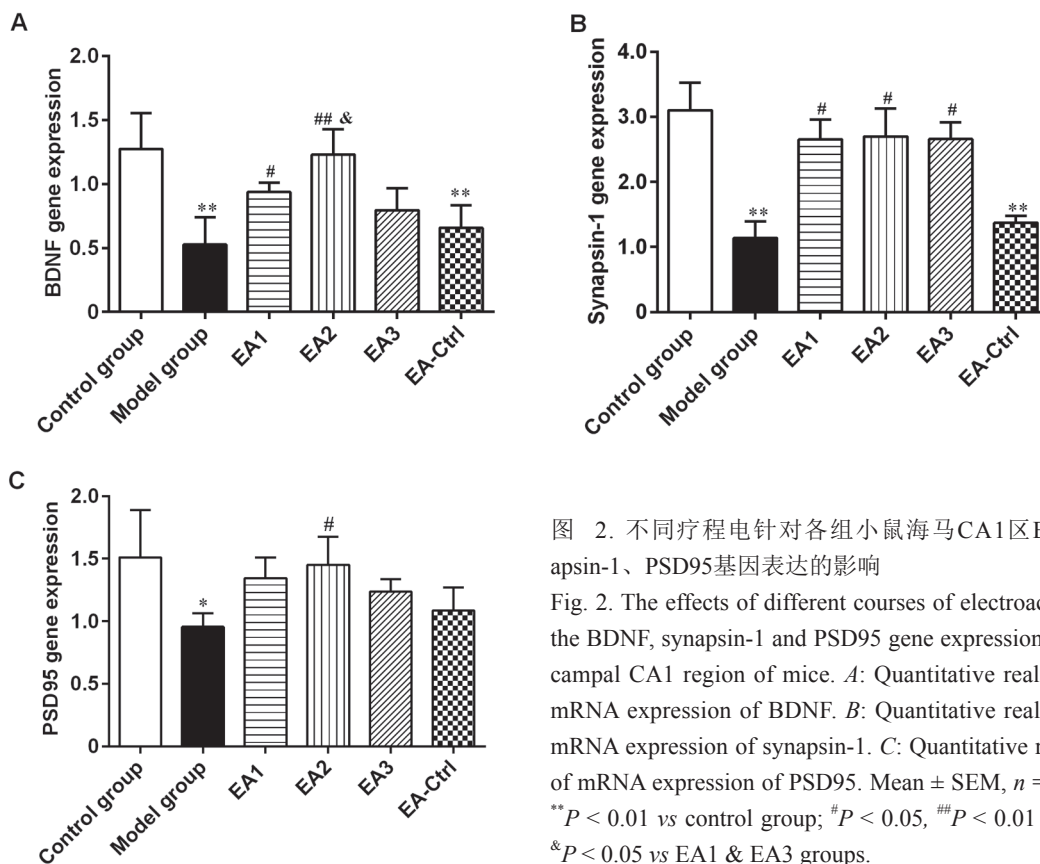 A
BDNF gene expression
2.0
1.5
1.0
0.5
0
**
#
## &
**
Control group
Model group
EA1
EA2
EA3
EA-Ctrl
B
Synapsin-1 gene expression
4.0
3.0
2.0
1.0
0
**
#
#
#
**
Control group
Model group
EA1
EA2
EA3
EA-Ctrl
C
PSD95 gene expression
2.0
1.5
1.0
0.5
0
*
#
Control group
Model group
EA1
EA2
EA3
EA-Ctrl
图 2. 不同疗程电针对各组小鼠海马CA1区
apsin-1、PSD95基因表达的影响
Fig. 2. The effects of different courses of electroac
the BDNF, synapsin-1 and PSD95 gene expression
campal CA1 region of mice. A: Quantitative real
mRNA expression of BDNF. B: Quantitative real
mRNA expression of synapsin-1. C: Quantitative r
of mRNA expression of PSD95. Mean ± SEM, n =
**P < 0.01 vs control group; #P < 0.05, ##P < 0.01
&P < 0.05 vs EA1 & EA3 groups.